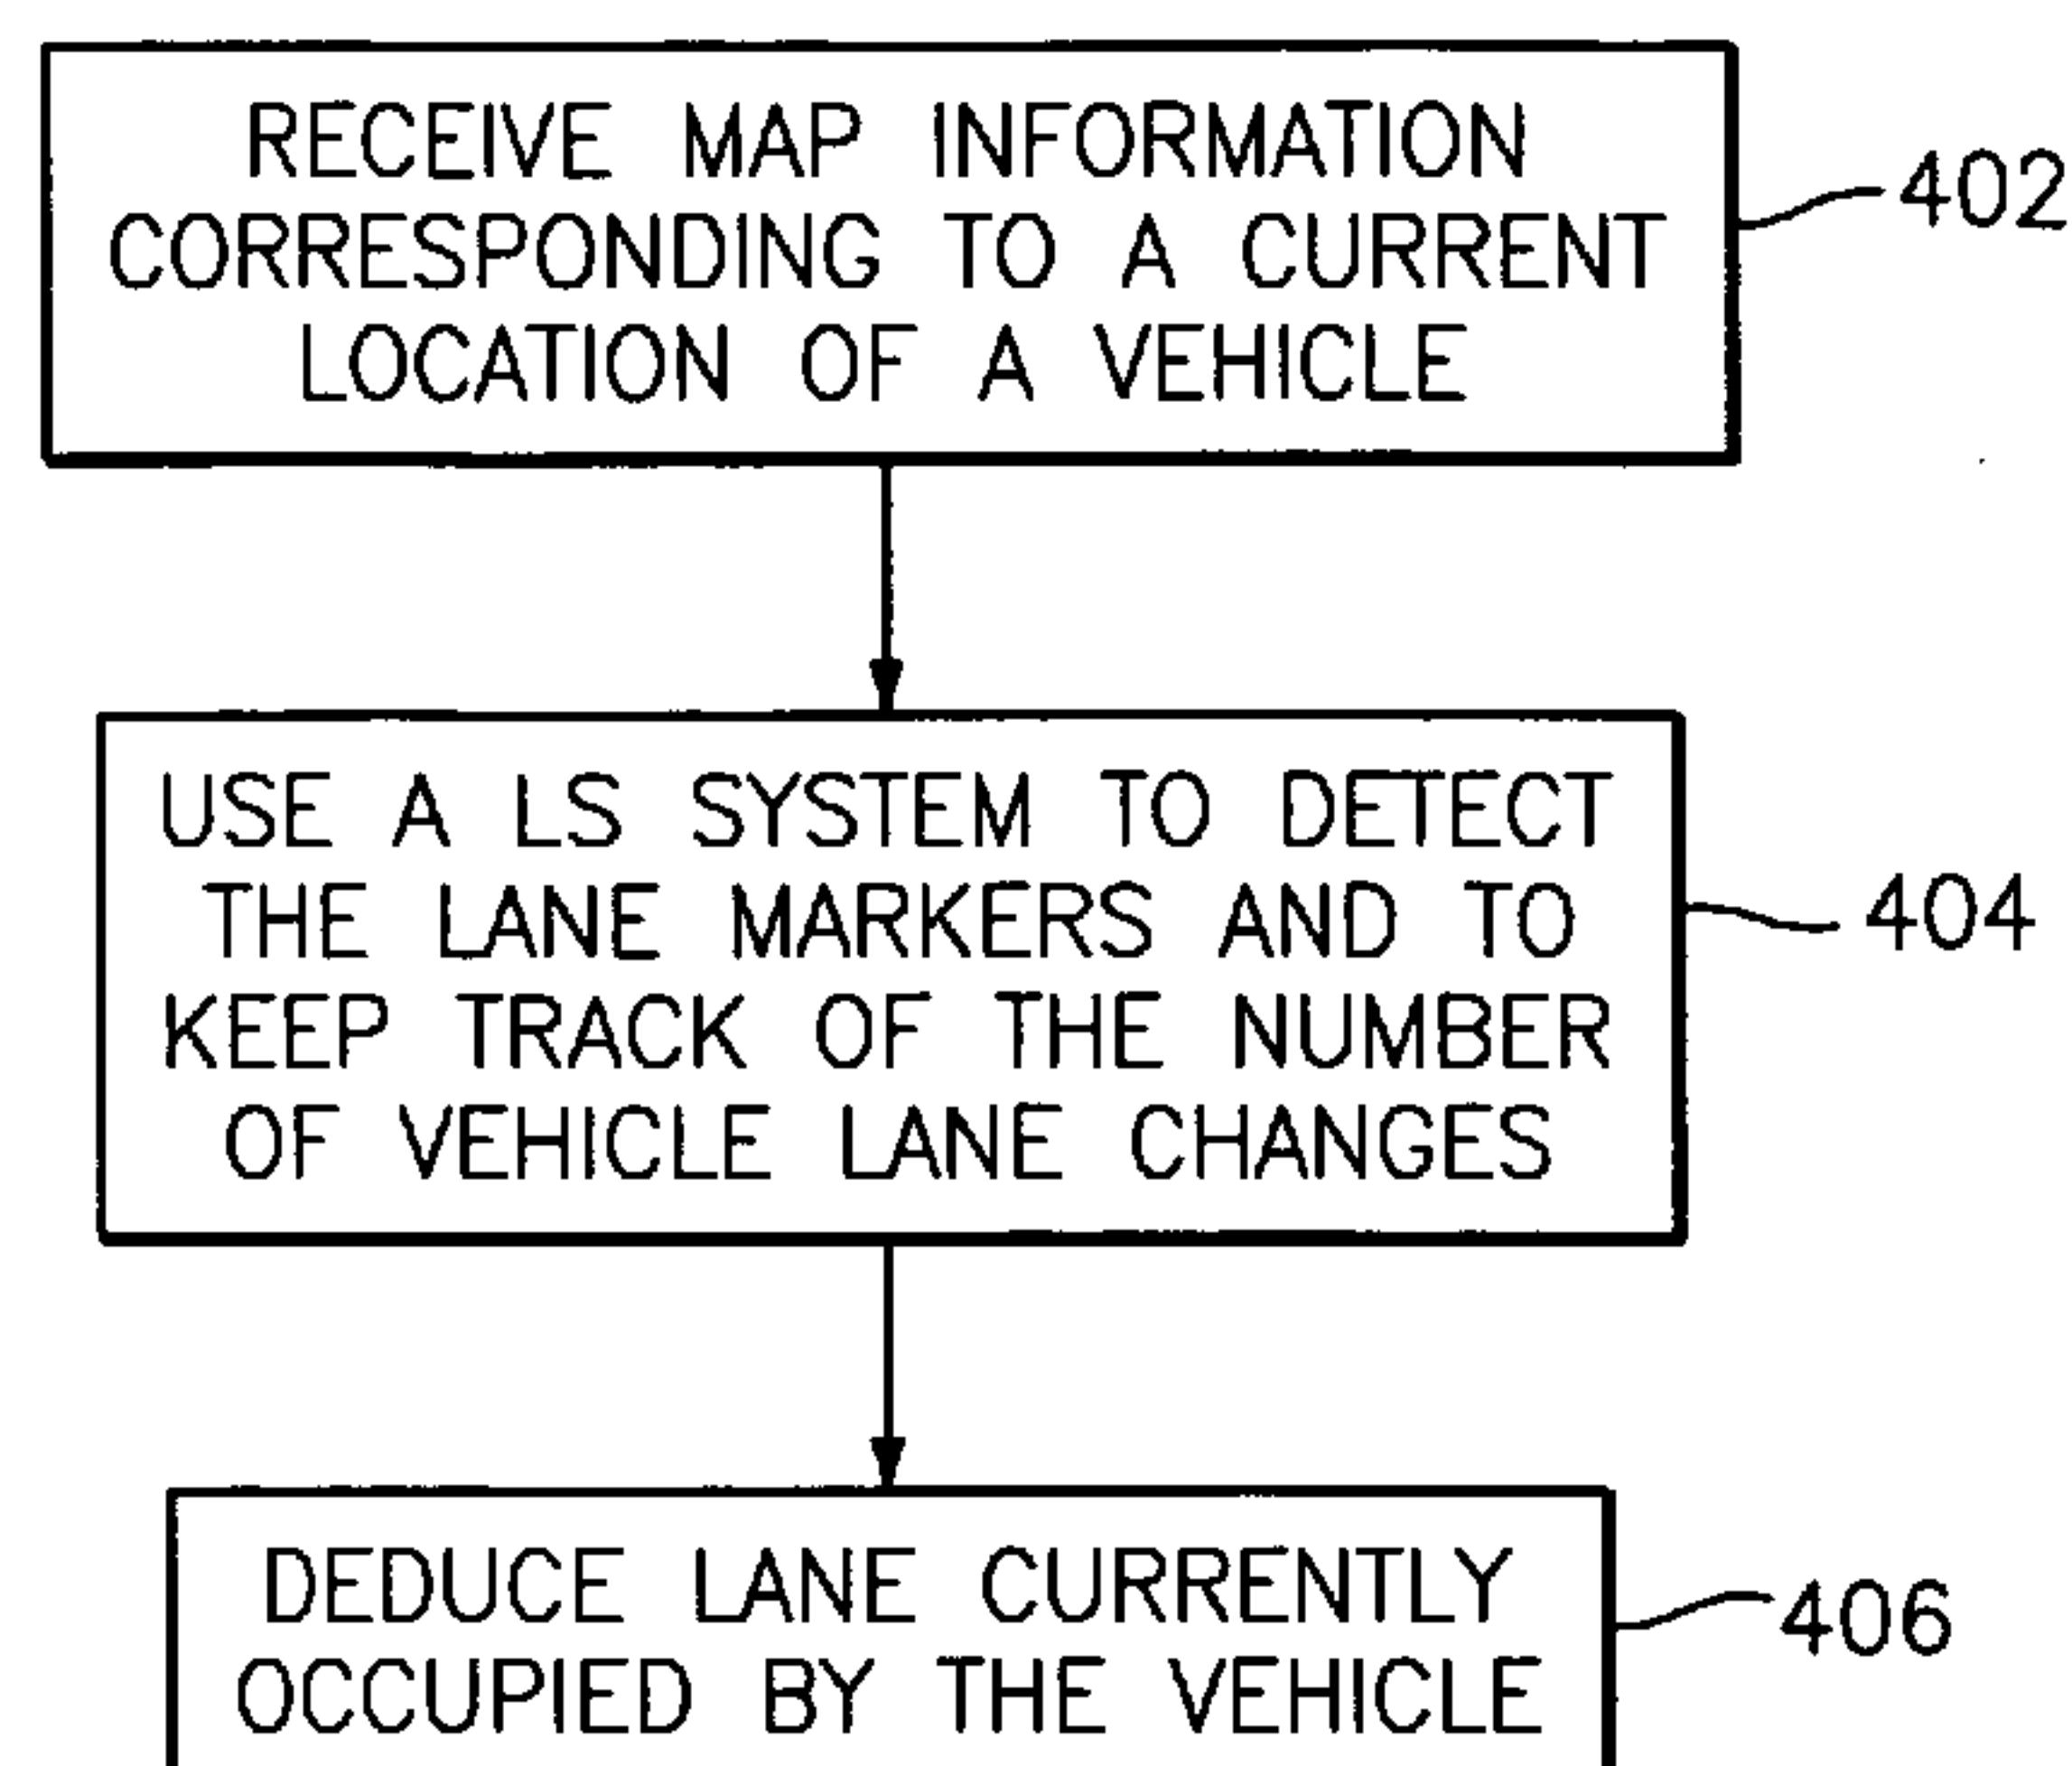 RECEIVE MAP INFORMATION
CORRESPONDING TO A CURRENT
LOCATION OF A VEHICLE
402
USE A LS SYSTEM TO DETECT
THE LANE MARKERS AND TO
KEEP TRACK OF THE NUMBER
OF VEHICLE LANE CHANGES
404
DEDUCE LANE CURRENTLY
OCCUPIED BY THE VEHICLE
406